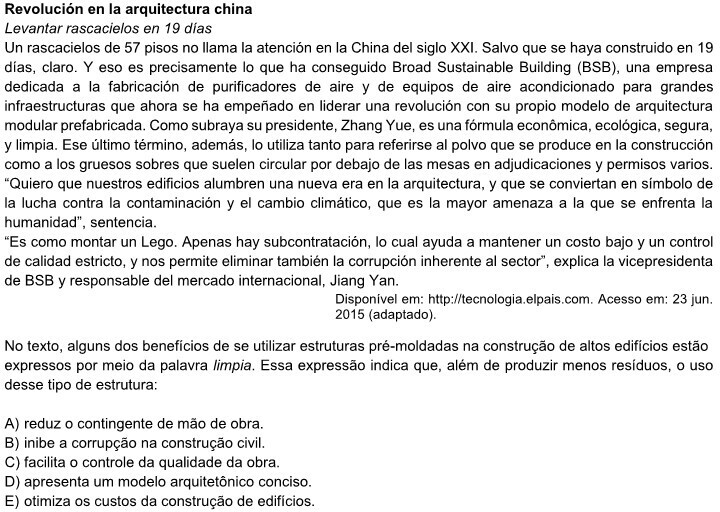 Revolución en la arquitectura china
Levantar rascacielos en 19 días
Un rascacielos de 57 pisos no llama la atención en la China del siglo XXI. Salvo que se haya construido en 19
días, claro. Y eso es precisamente lo que ha conseguido Broad Sustainable Building (BSB), una empresa
dedicada a la fabricación de purificadores de aire y de equipos de aire acondicionado para grandes
infraestructuras que ahora se ha empeñado en liderar una revolución con su propio modelo de arquitectura
modular prefabricada. Como subraya su presidente, Zhang Yue, es una fórmula econômica, ecológica, segura,
y limpia. Ese último término, además, lo utiliza tanto para referirse al polvo que se produce en la construcción
como a los gruesos sobres que suelen circular por debajo de las mesas en adjudicaciones y permisos varios.
“Quiero que nuestros edificios alumbren una nueva era en la arquitectura, y que se conviertan en símbolo de
la lucha contra la contaminación y el cambio climático, que es la mayor amenaza a la que se enfrenta la
humanidad”, sentencia.
“Es como montar un Lego. Apenas hay subcontratación, lo cual ayuda a mantener un costo bajo y un control
de calidad estricto, y nos permite eliminar también la corrupción inherente al sector”, explica la vicepresidenta
de BSB y responsable del mercado internacional, Jiang Yan.
Disponível em: http://tecnologia.elpais.com. Acesso em: 23 jun.
2015 (adaptado).
No texto, alguns dos benefícios de se utilizar estruturas pré-moldadas na construção de altos edifícios estão
expressos por meio da palavra limpia. Essa expressão indica que, além de produzir menos resíduos, o uso
desse tipo de estrutura:
A) reduz o contingente de mão de obra.
B) inibe a corrupção na construção civil.
C) facilita o controle da qualidade da obra.
D) apresenta um modelo arquitetônico conciso.
E) otimiza os custos da construção de edifícios.